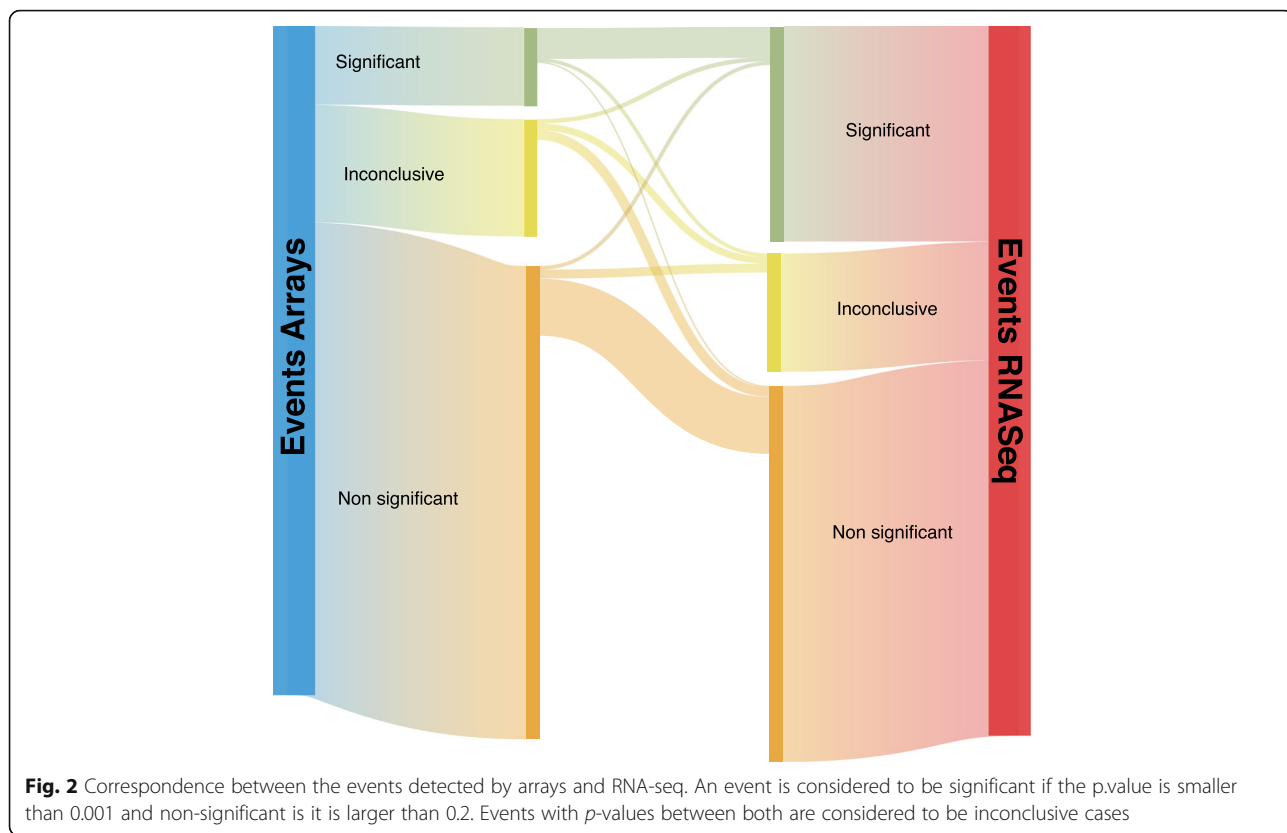 Events Arrays
Significant
Inconclusive
Non significant
Significant
Inconclusive
Non significant
Events RNASeq
Fig. 2 Correspondence between the events detected by arrays and RNA-seq. An event is considered to be significant if the p.value is smaller
than 0.001 and non-significant is it is larger than 0.2. Events with p-values between both are considered to be inconclusive cases